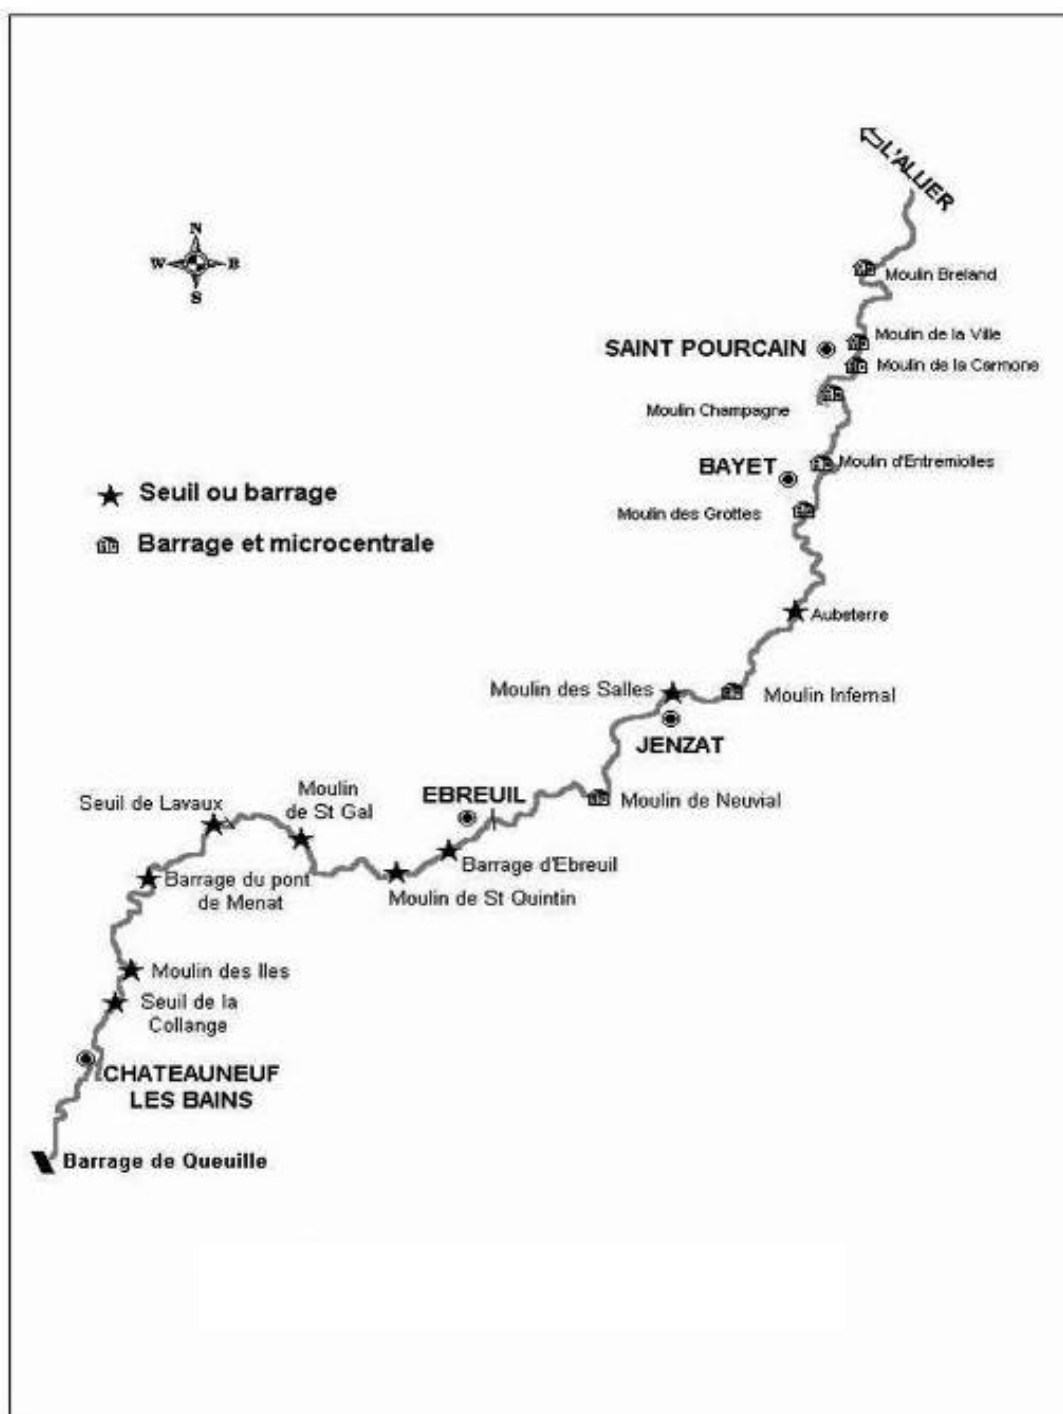 L'ALLIER
N
W B
S
Moulin Breland
Moulin de la Ville
SAINT POURCAIN
Moulin de la Carmone
Moulin Champagne
BAYET
Moulin d'Entremiolles
Seuil ou barrage
Moulin des Grottes
Barrage et microcentrale
Aubeterre
Moulin des Salles
Moulin Infernal
JENZAT
Moulin
de St Gal
EBREUIL
Moulin de Neuvial
Seuil de Lavaux
Barrage d'Ebreuil
Barrage du pont
de Menat
Moulin de St Quintin
Moulin des Iles
Seuil de la
Collange
CHATEAUNEUF
LES BAINS
Barrage de Queuille